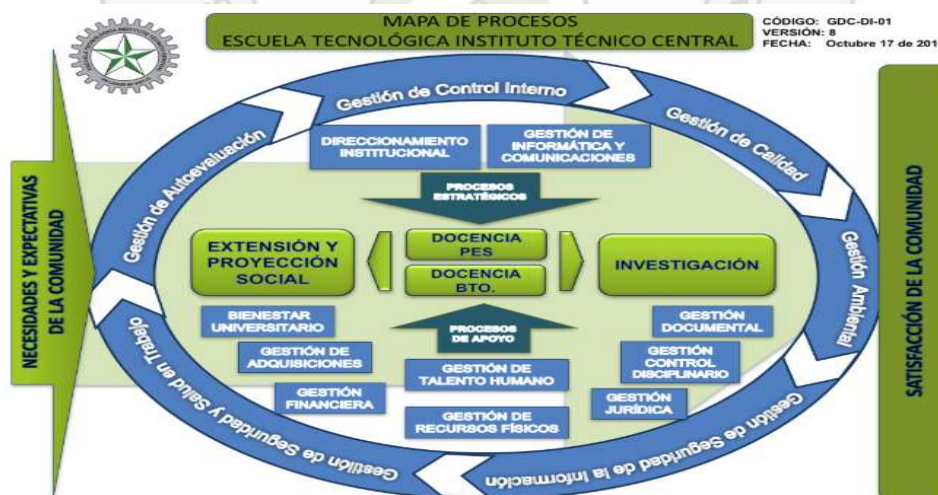 MAPA DE PROCESOS
ESCUELA TECNOLÓGICA INSTITUTO TÉCNICO CENTRAL
CÓDIGO: GDC-DI-01
VERSIÓN: 8
FECHA: Octubre 17 de 201
NECESIDADES Y EXPECTATIVAS
DE LA COMUNIDAD
Gestión de Autoevaluación
Gestión de Control Interno
Gestión de Calidad
Gestión Ambiental
Gestión de Seguridad de la Información
Gestión de Seguridad y Salud en Trabajo
DIRECCIONAMIENTO
INSTITUCIONAL
GESTIÓN DE
INFORMÁTICA Y
COMUNICACIONES
PROCESOS
ESTRATÉGICOS
EXTENSIÓN Y
PROYECCIÓN
SOCIAL
DOCENCIA
PES
DOCENCIA
BTO.
INVESTIGACIÓN
PROCESOS
DE APOYO
BIENESTAR
UNIVERSITARIO
GESTIÓN DE
ADQUISICIONES
GESTIÓN
FINANCIERA
GESTIÓN DE
TALENTO HUMANO
GESTIÓN DE
RECURSOS FÍSICOS
GESTIÓN
DOCUMENTAL
GESTIÓN
CONTROL
DISCIPLINARIO
GESTIÓN
JURÍDICA
SATISFACCIÓN DE LA COMUNIDAD